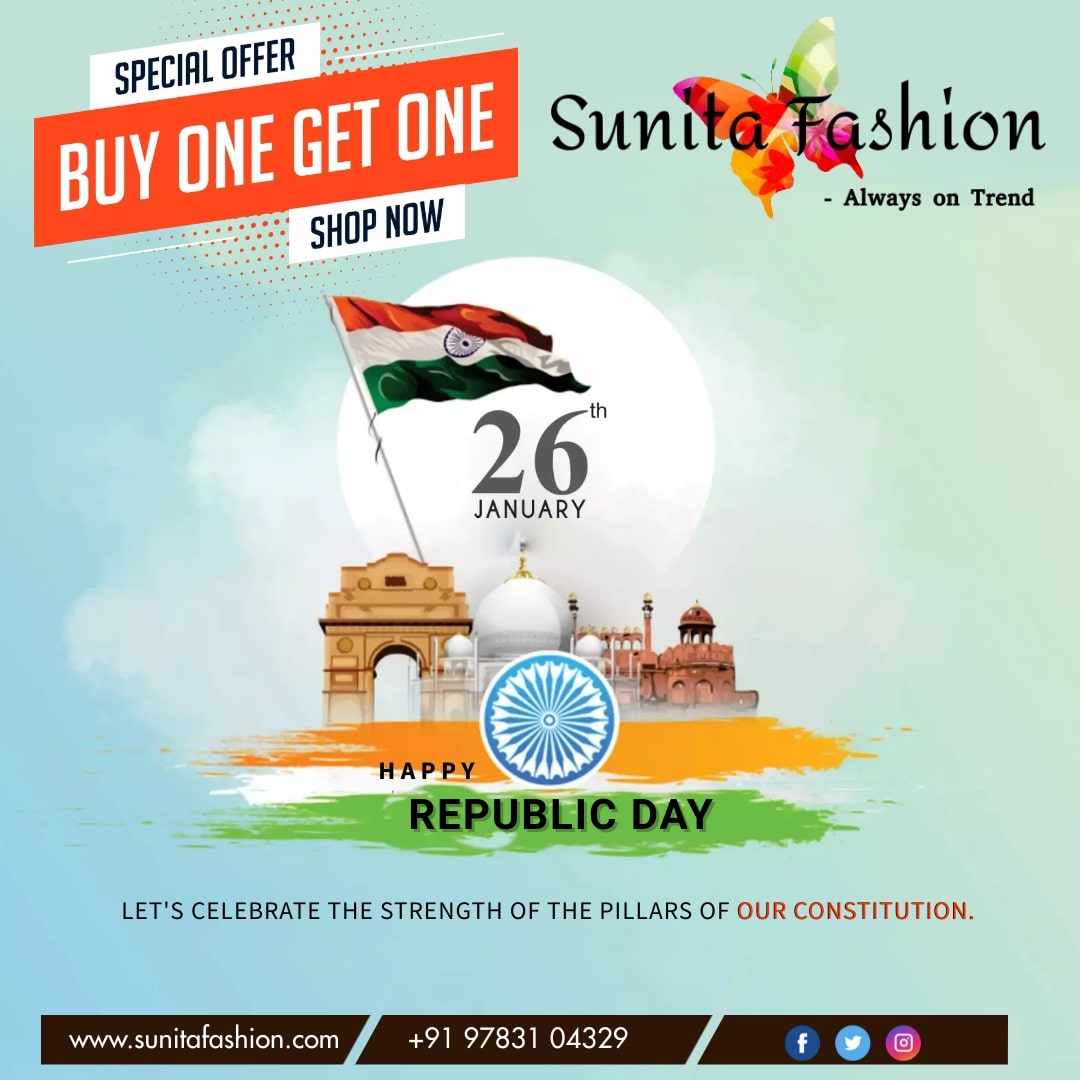 SPECIAL OFFER
BUY ONE GET ONE
SHOP NOW
Sunita Fashion
- Always on Trend
26th
JANUARY
HAPPY
REPUBLIC DAY
LET'S CELEBRATE THE STRENGTH OF THE PILLARS OF OUR CONSTITUTION.
www.sunitafashion.com
+91 97831 04329